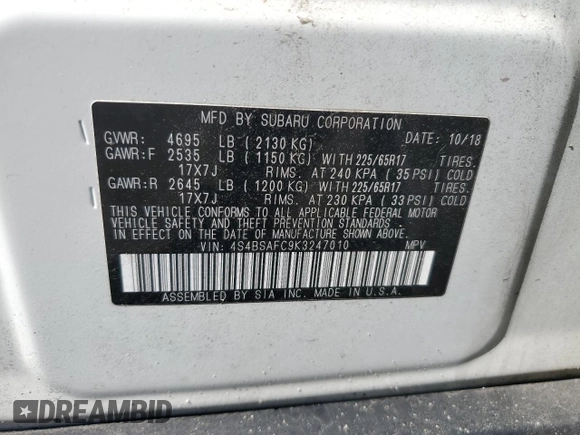 MFD BY SUBARU CORPORATION
GVWR: 4695 LB ( 2130 KG) DATE: 10/18
GAWR:F 2535 LB ( 1150 KG) WITH 225/65R17 TIRES.
17X7J RIMS. AT 240 KPA ( 35 PSI) COLD.
GAWR:R 2645 LB ( 1200 KG) WITH 225/65R17 TIRES.
17X7J RIMS. AT 230 KPA ( 33 PSI) COLD.
THIS VEHICLE CONFORMS TO ALL APPLICABLE FEDERAL MOTOR
VEHICLE SAFETY AND THEFT PREVENTION STANDARDS IN EFFECT
ON THE DATE OF MANUFACTURE SHOWN ABOVE.
VIN: 4S4BSAFC9K3247010 MPV
ASSEMBLED BY SIA INC. MADE IN U.S.A.
DREAMBID